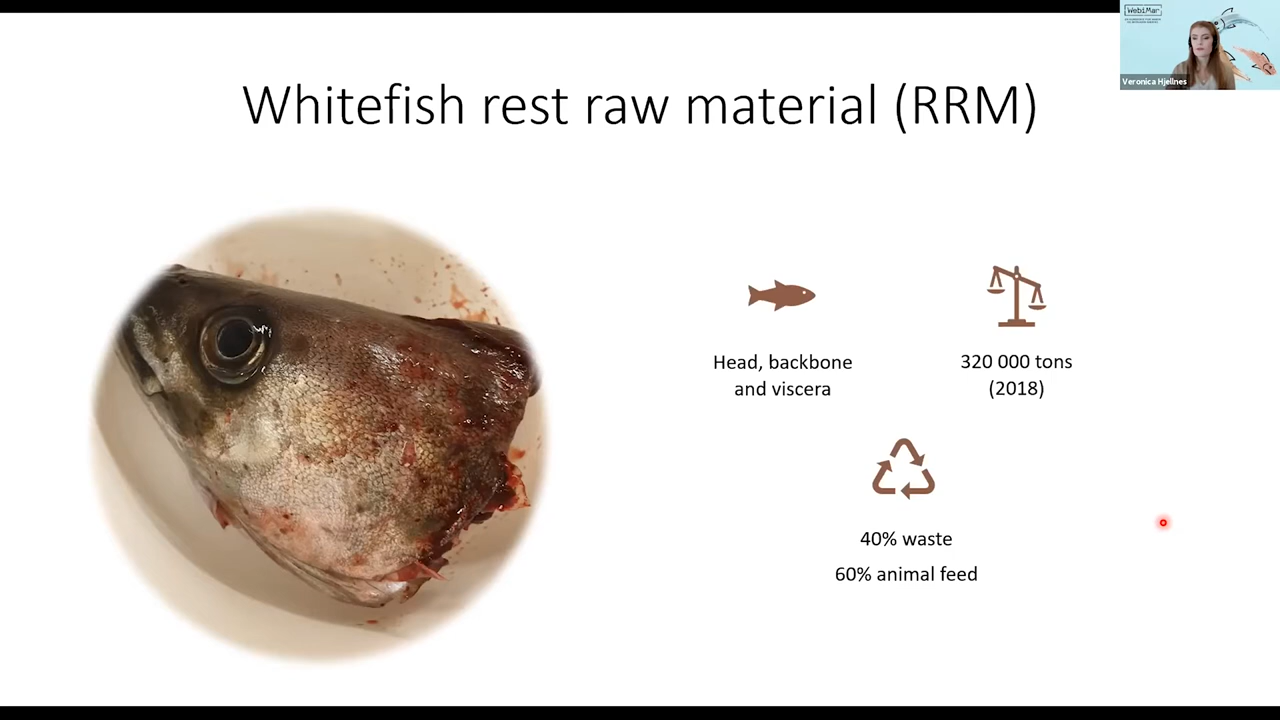 WebiMar
Veronica Hjellnes
Whitefish rest raw material (RRM)
Head, backbone
and viscera
320 000 tons
(2018)
40% waste
60% animal feed